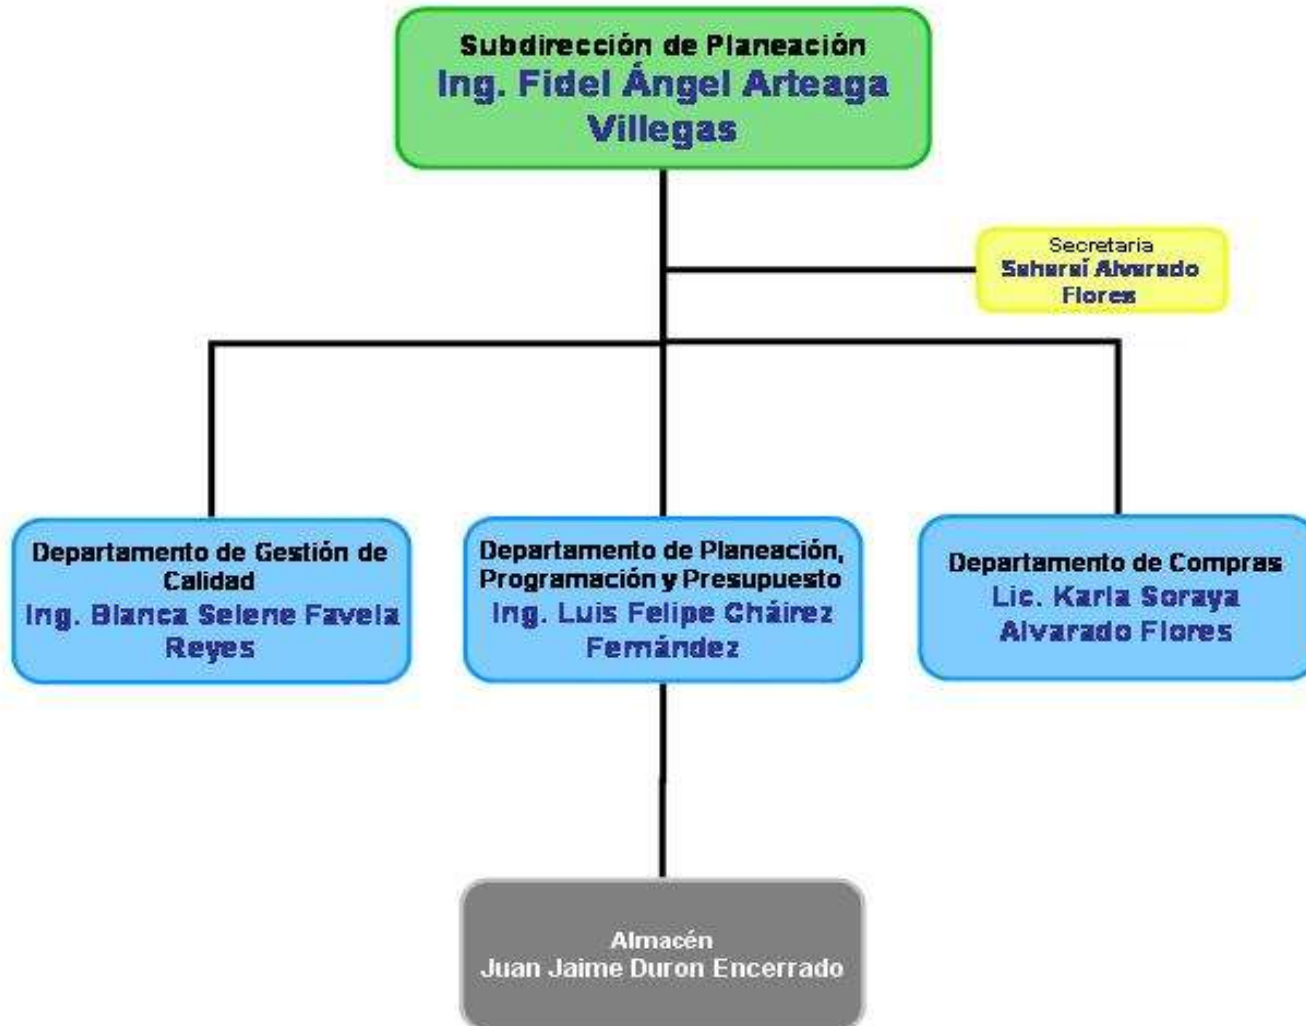 Subdirección de Planeación
Ing. Fidel Ángel Arteaga
Villegas
Secretaria
Saharaí Alvarado
Flores
Departamento de Gestión de
Calidad
Ing. Blanca Selene Favela
Reyes
Departamento de Planeación,
Programación y Presupuesto
Ing. Luis Felipe Cháirez
Fernández
Departamento de Compras
Lic. Karla Soraya
Alvarado Flores
Almacén
Juan Jaime Duron Encerrado